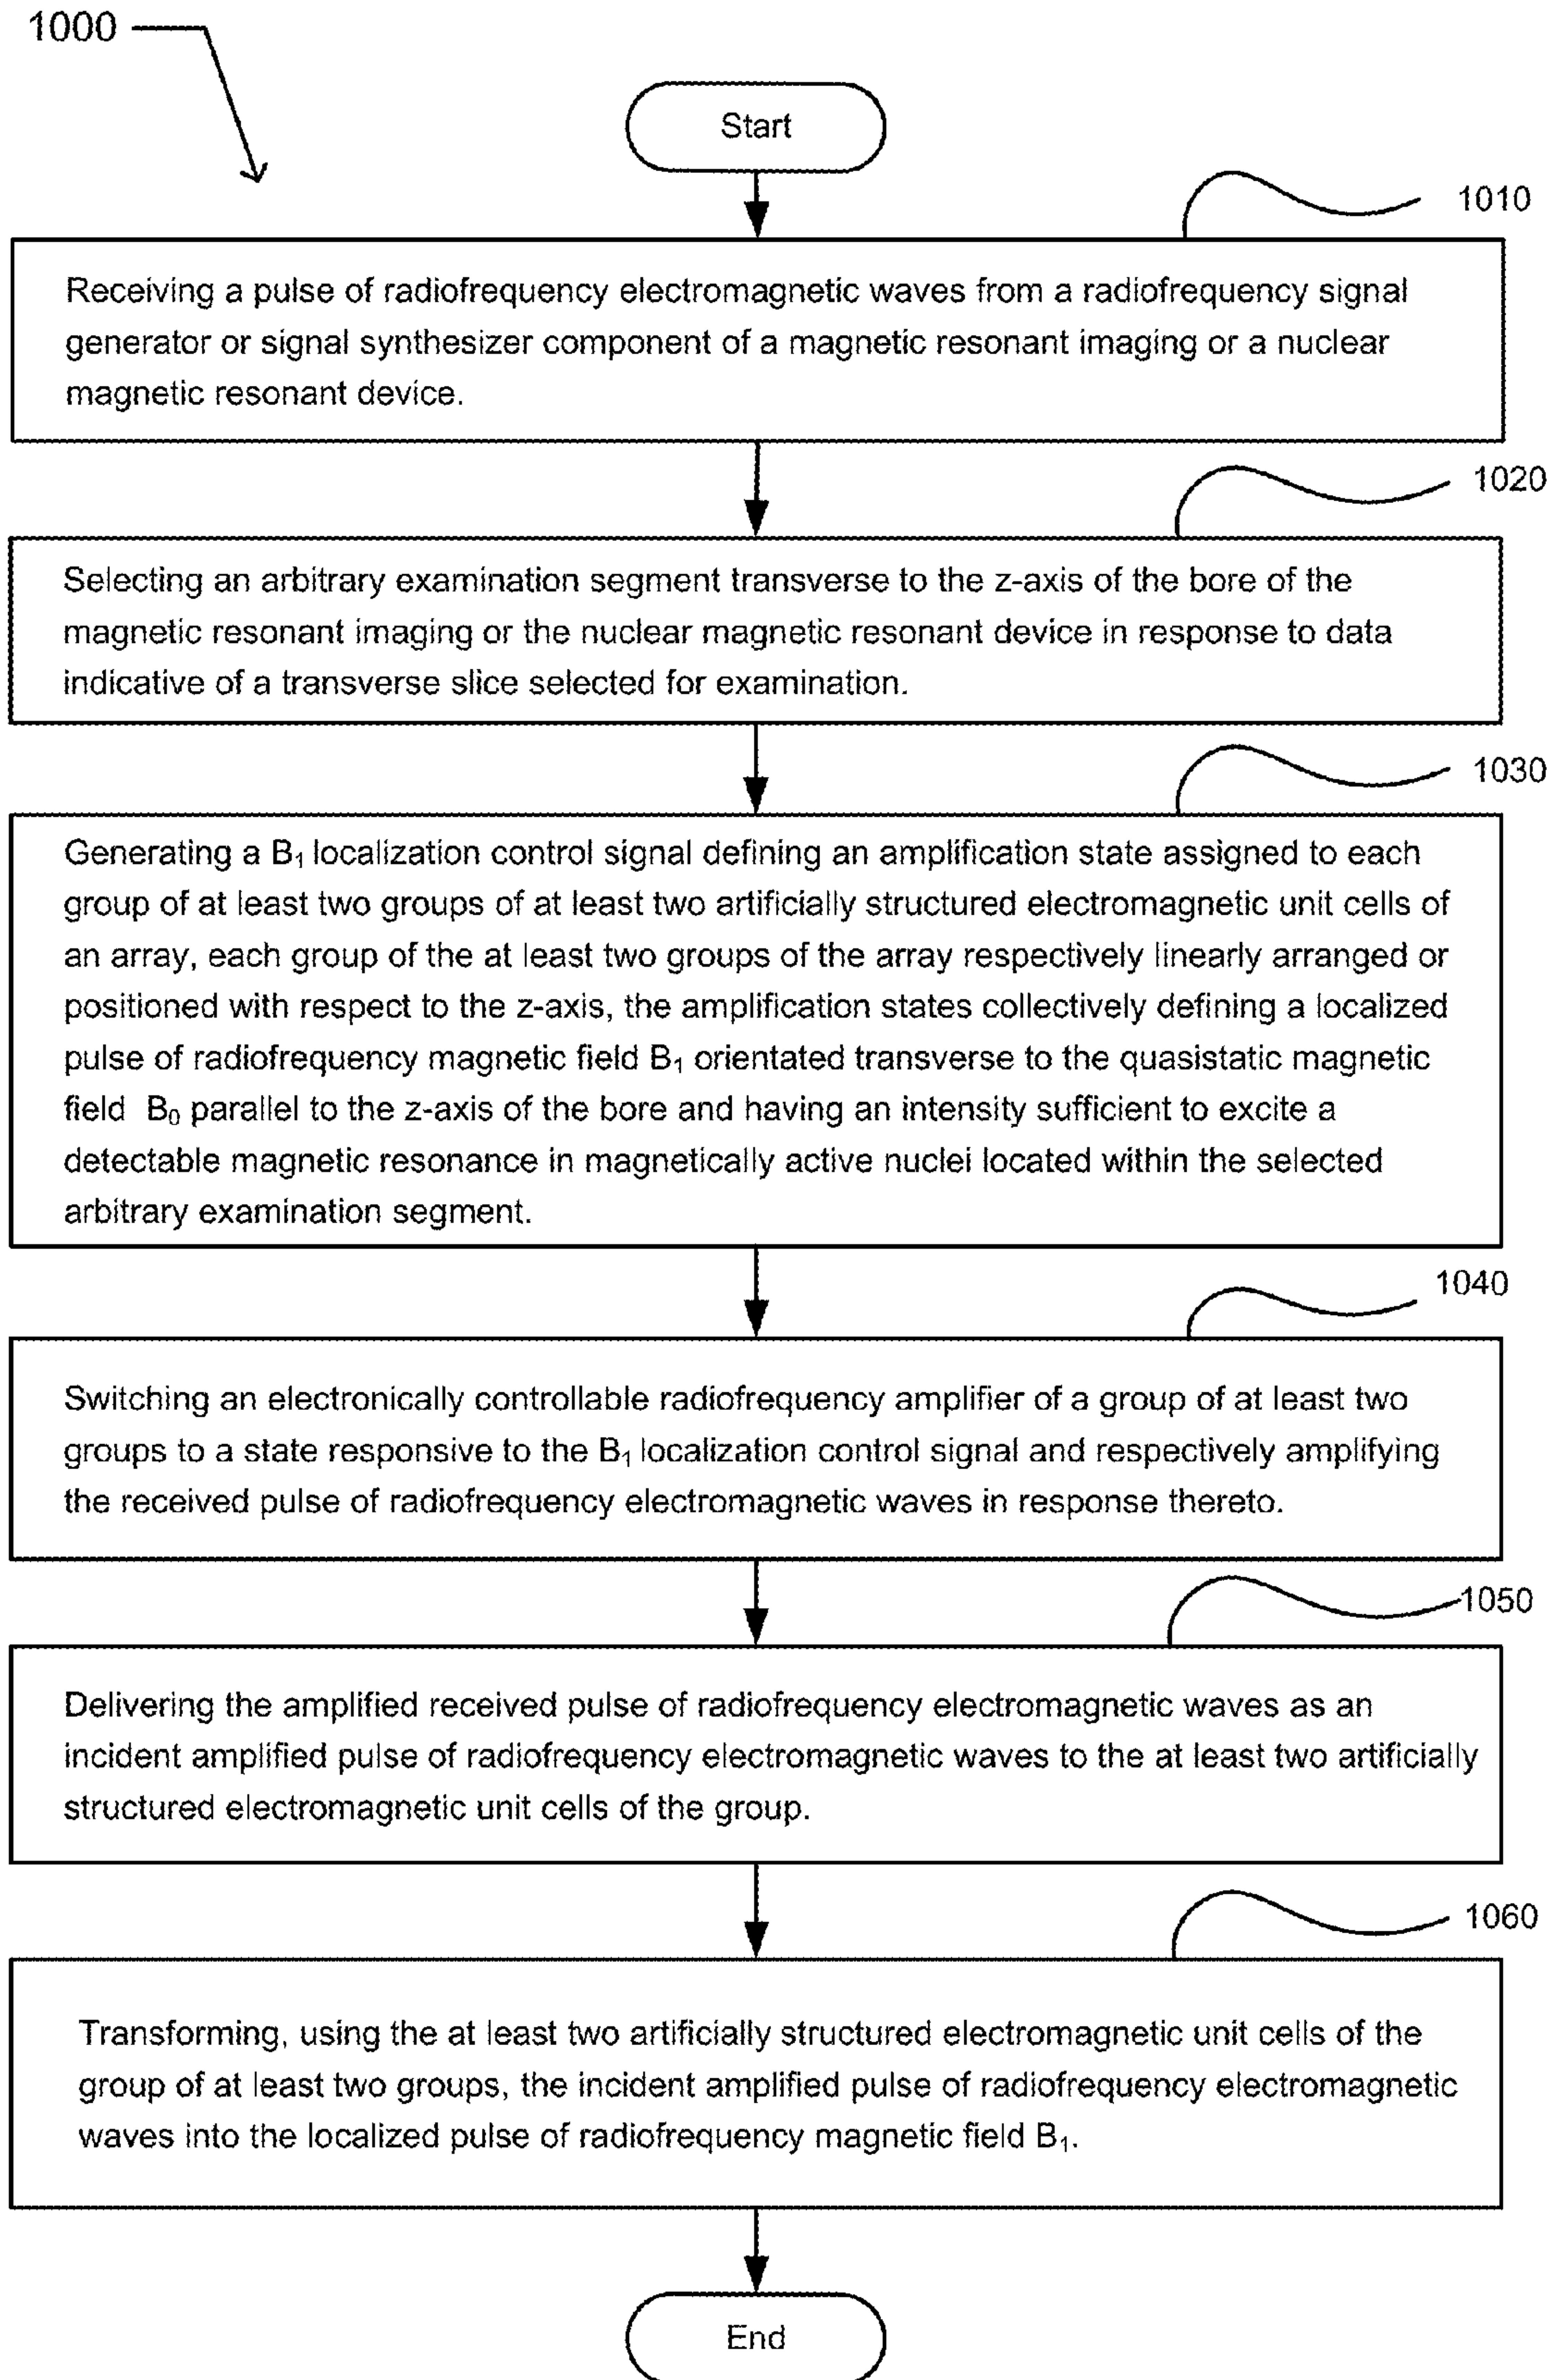 1000
Start
1010
Receiving a pulse of radiofrequency electromagnetic waves from a radiofrequency signal
generator or signal synthesizer component of a magnetic resonant imaging or a nuclear
magnetic resonant device.
1020
Selecting an arbitrary examination segment transverse to the z-axis of the bore of the
magnetic resonant imaging or the nuclear magnetic resonant device in response to data
indicative of a transverse slice selected for examination.
1030
Generating a B₁ localization control signal defining an amplification state assigned to each
group of at least two groups of at least two artificially structured electromagnetic unit cells of
an array, each group of the at least two groups of the array respectively linearly arranged or
positioned with respect to the z-axis, the amplification states collectively defining a localized
pulse of radiofrequency magnetic field B₁ orientated transverse to the quasistatic magnetic
field B₀ parallel to the z-axis of the bore and having an intensity sufficient to excite a
detectable magnetic resonance in magnetically active nuclei located within the selected
arbitrary examination segment.
1040
Switching an electronically controllable radiofrequency amplifier of a group of at least two
groups to a state responsive to the B₁ localization control signal and respectively amplifying
the received pulse of radiofrequency electromagnetic waves in response thereto.
1050
Delivering the amplified received pulse of radiofrequency electromagnetic waves as an
incident amplified pulse of radiofrequency electromagnetic waves to the at least two artificially
structured electromagnetic unit cells of the group.
1060
Transforming, using the at least two artificially structured electromagnetic unit cells of the
group of at least two groups, the incident amplified pulse of radiofrequency electromagnetic
waves into the localized pulse of radiofrequency magnetic field B₁.
End